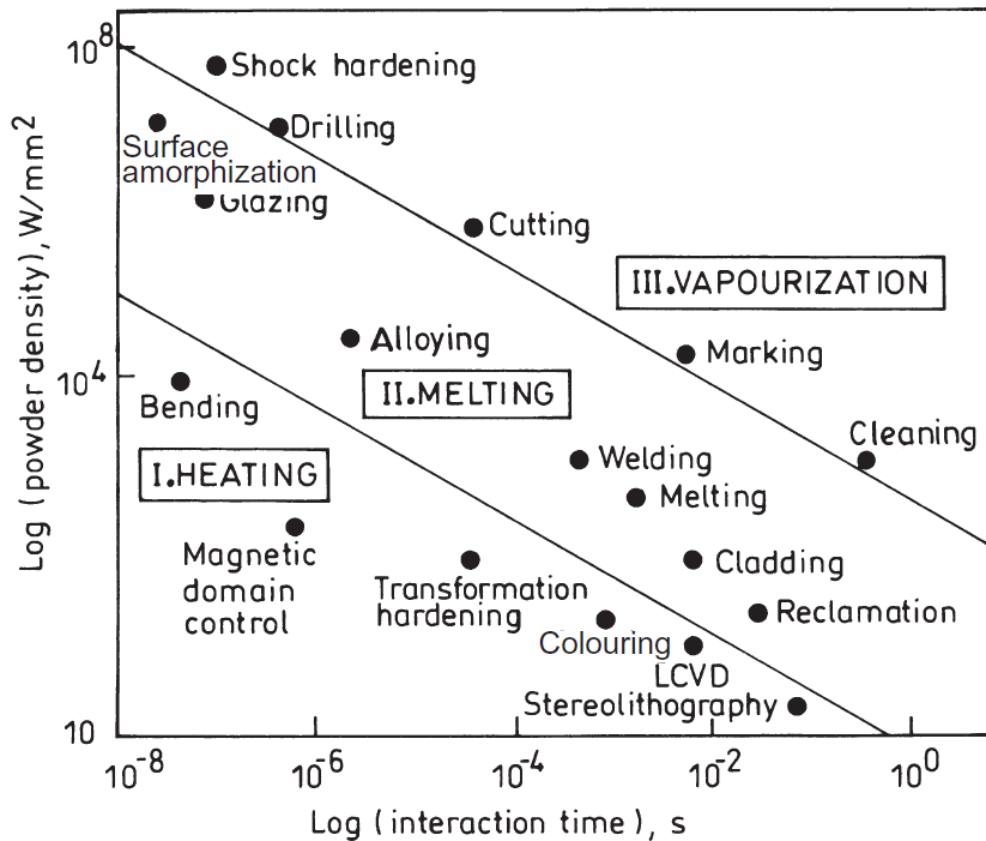 10^8
Shock hardening
Drilling
Surface
amorphization
Glazing
Cutting
III.VAPOURIZATION
Alloying
Marking
10^4
II.MELTING
Bending
Cleaning
I.HEATING
Welding
Melting
Magnetic
domain
control
Transformation
hardening
Cladding
Reclamation
Colouring
LCVD
Stereolithography
10
10^-8
10^-6
10^-4
10^-2
10^0
Log (interaction time), s
Log (powder density), W/mm^2